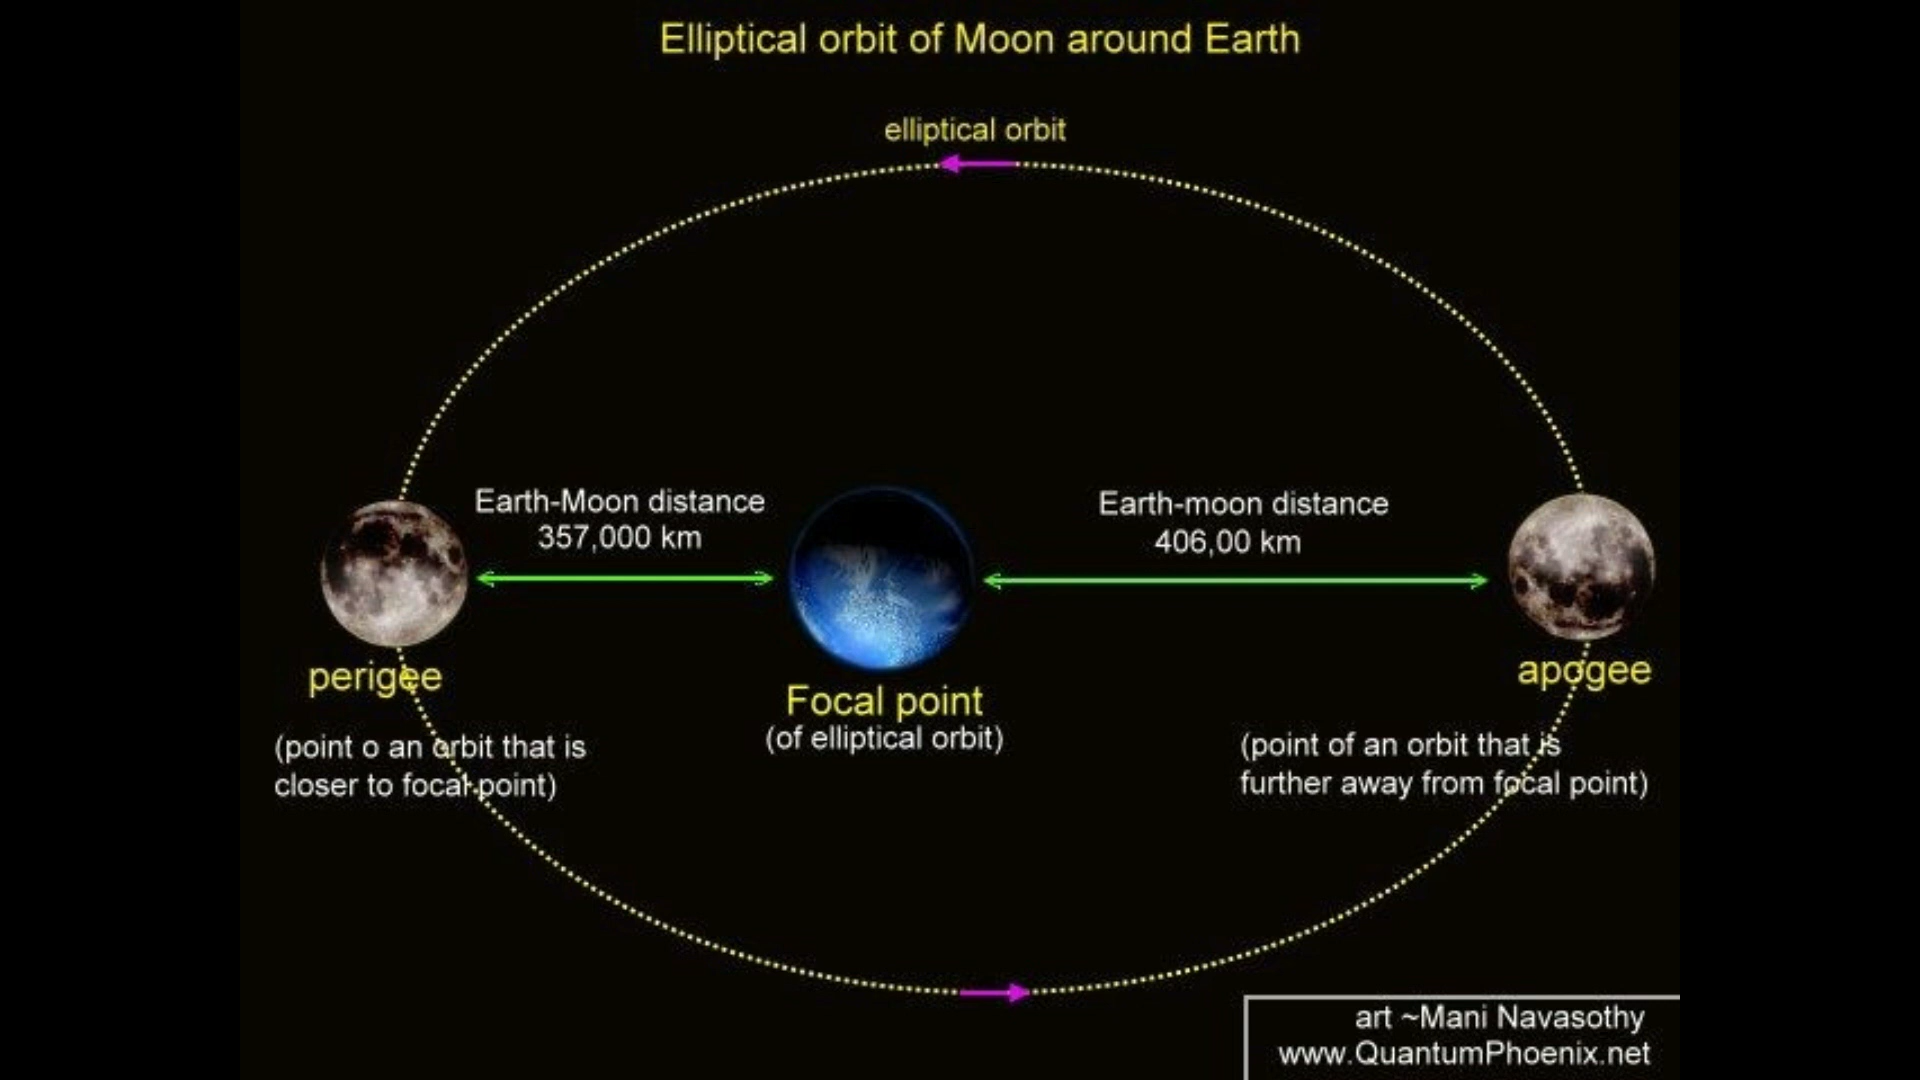 Elliptical orbit of Moon around Earth
elliptical orbit
Earth-Moon distance
357,000 km
Earth-moon distance
406,00 km
perigee
(point o an orbit that is
closer to focal point)
Focal point
(of elliptical orbit)
apogee
(point of an orbit that is
further away from focal point)
art ~Mani Navasothy
www.QuantumPhoenix.net